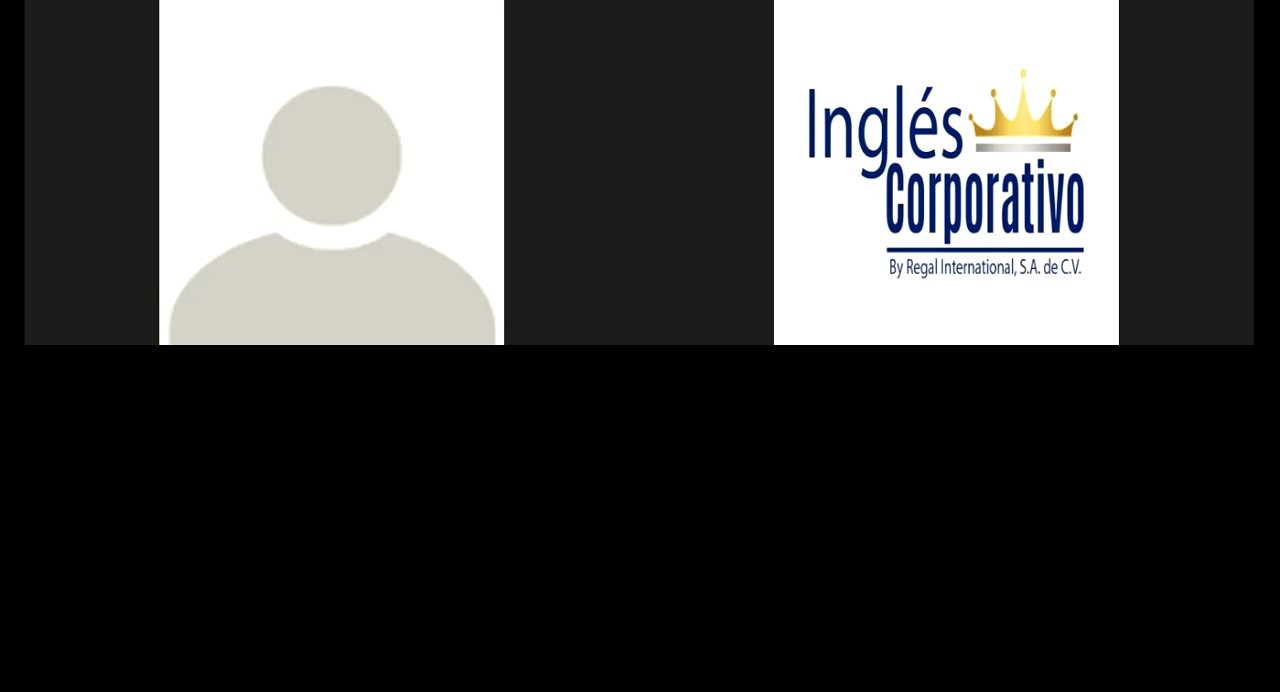 Inglés
Corporativo
By Regal International, S.A. de C.V.